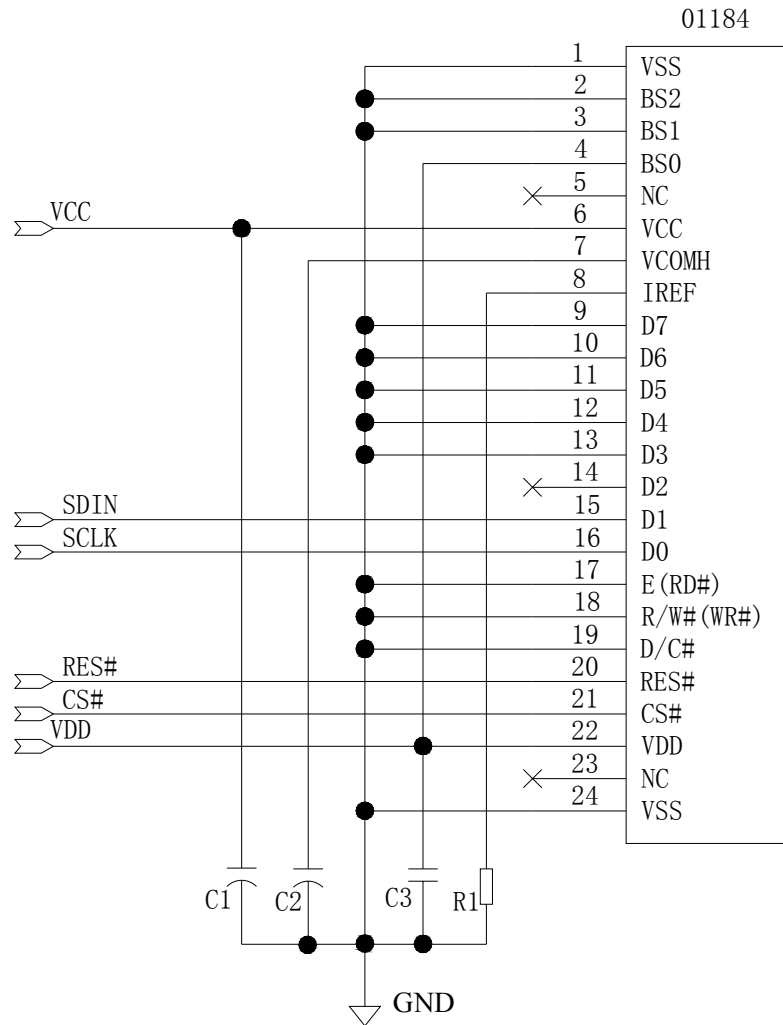 01184
1 VSS
2 BS2
3 BS1
4 BS0
5 NC
VCC 6 VCC
7 VCOMH
8 IREF
9 D7
10 D6
11 D5
12 D4
13 D3
14 D2
SDIN 15 D1
SCLK 16 D0
17 E(RD#)
18 R/W#(WR#)
19 D/C#
RES# 20 RES#
CS# 21 CS#
VDD 22 VDD
23 NC
24 VSS
C1 C2 C3 R1
GND